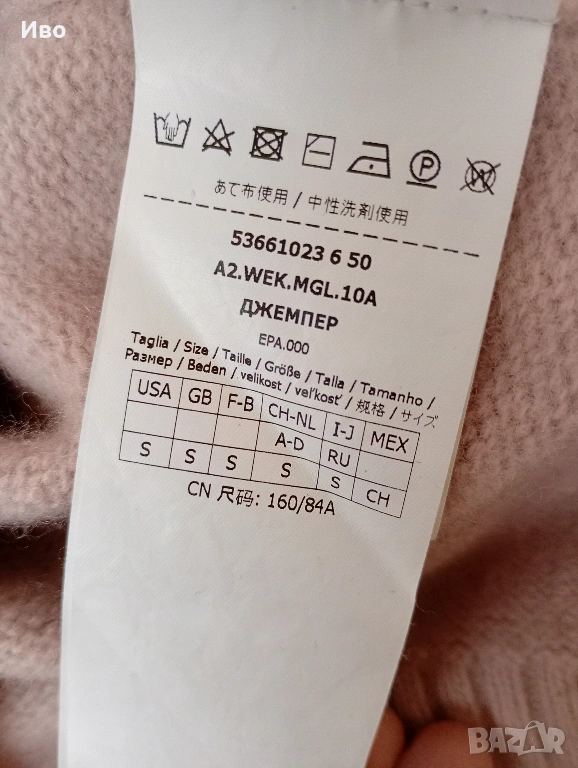 Иво
P
W
あて布使用 / 中性洗剤使用
53661023 6 50
A2.WEK.MGL.10A
ДЖЕМПЕР
EPA.000
Taglia / Size / Taille / Größe / Talla / Tamanho /
Размер / Beden / velikost / veľkosť / 规格 / サイズ
USA GB F-B CH-NL I-J MEX
A-D RU
S S S S S CH
CN 尺码: 160/84A
BAZAR